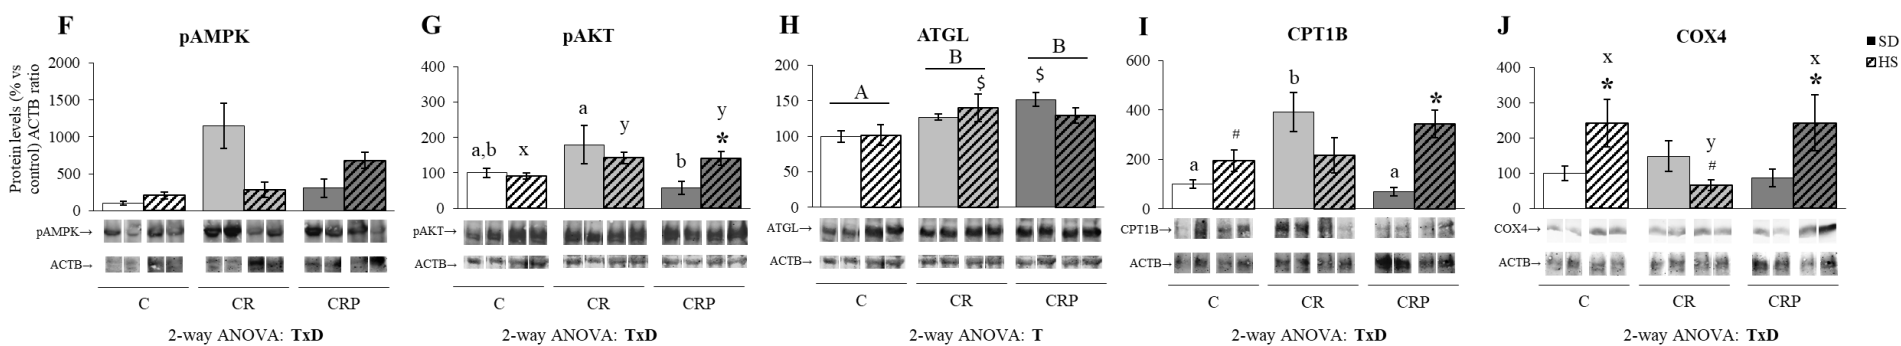 F
pAMPK
Protein levels (% vs
control) ACTB ratio
2000
1500
1000
500
0
pAMPK→
ACTB→
C
CR
CRP
2-way ANOVA: TxD
G
pAKT
400
300
200
100
0
a,b
x
a
y
b
y
*
pAKT→
ACTB→
C
CR
CRP
2-way ANOVA: TxD
H
ATGL
200
150
100
50
0
A
B
$
B
$
ATGL→
ACTB→
C
CR
CRP
2-way ANOVA: T
I
CPT1B
600
400
200
0
a
#
b
a
*
CPT1B→
ACTB→
C
CR
CRP
2-way ANOVA: TxD
J
COX4
400
300
200
100
0
x
*
y
#
x
*
COX4→
ACTB→
C
CR
CRP
2-way ANOVA: TxD
SD
HS